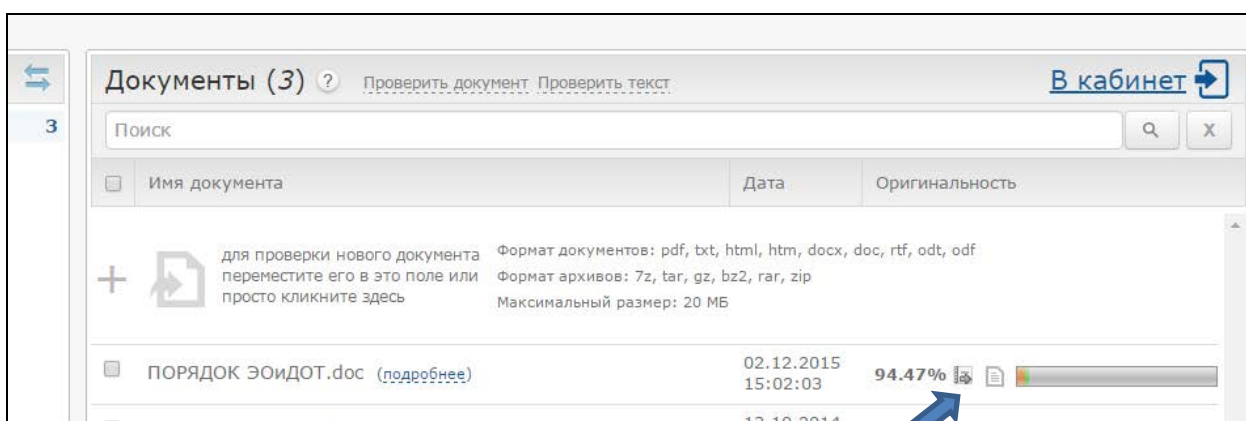 Документы (3) ? Проверить документ Проверить текст В кабинет
3
Поиск X
Имя документа Дата Оригинальность
для проверки нового документа
переместите его в это поле или
просто кликните здесь
Формат документов: pdf, txt, html, htm, docx, doc, rtf, odt, odf
Формат архивов: 7z, tar, gz, bz2, rar, zip
Максимальный размер: 20 МБ
ПОРЯДОК ЭОиДОТ.doc (подробнее) 02.12.2015
15:02:03
94.47%